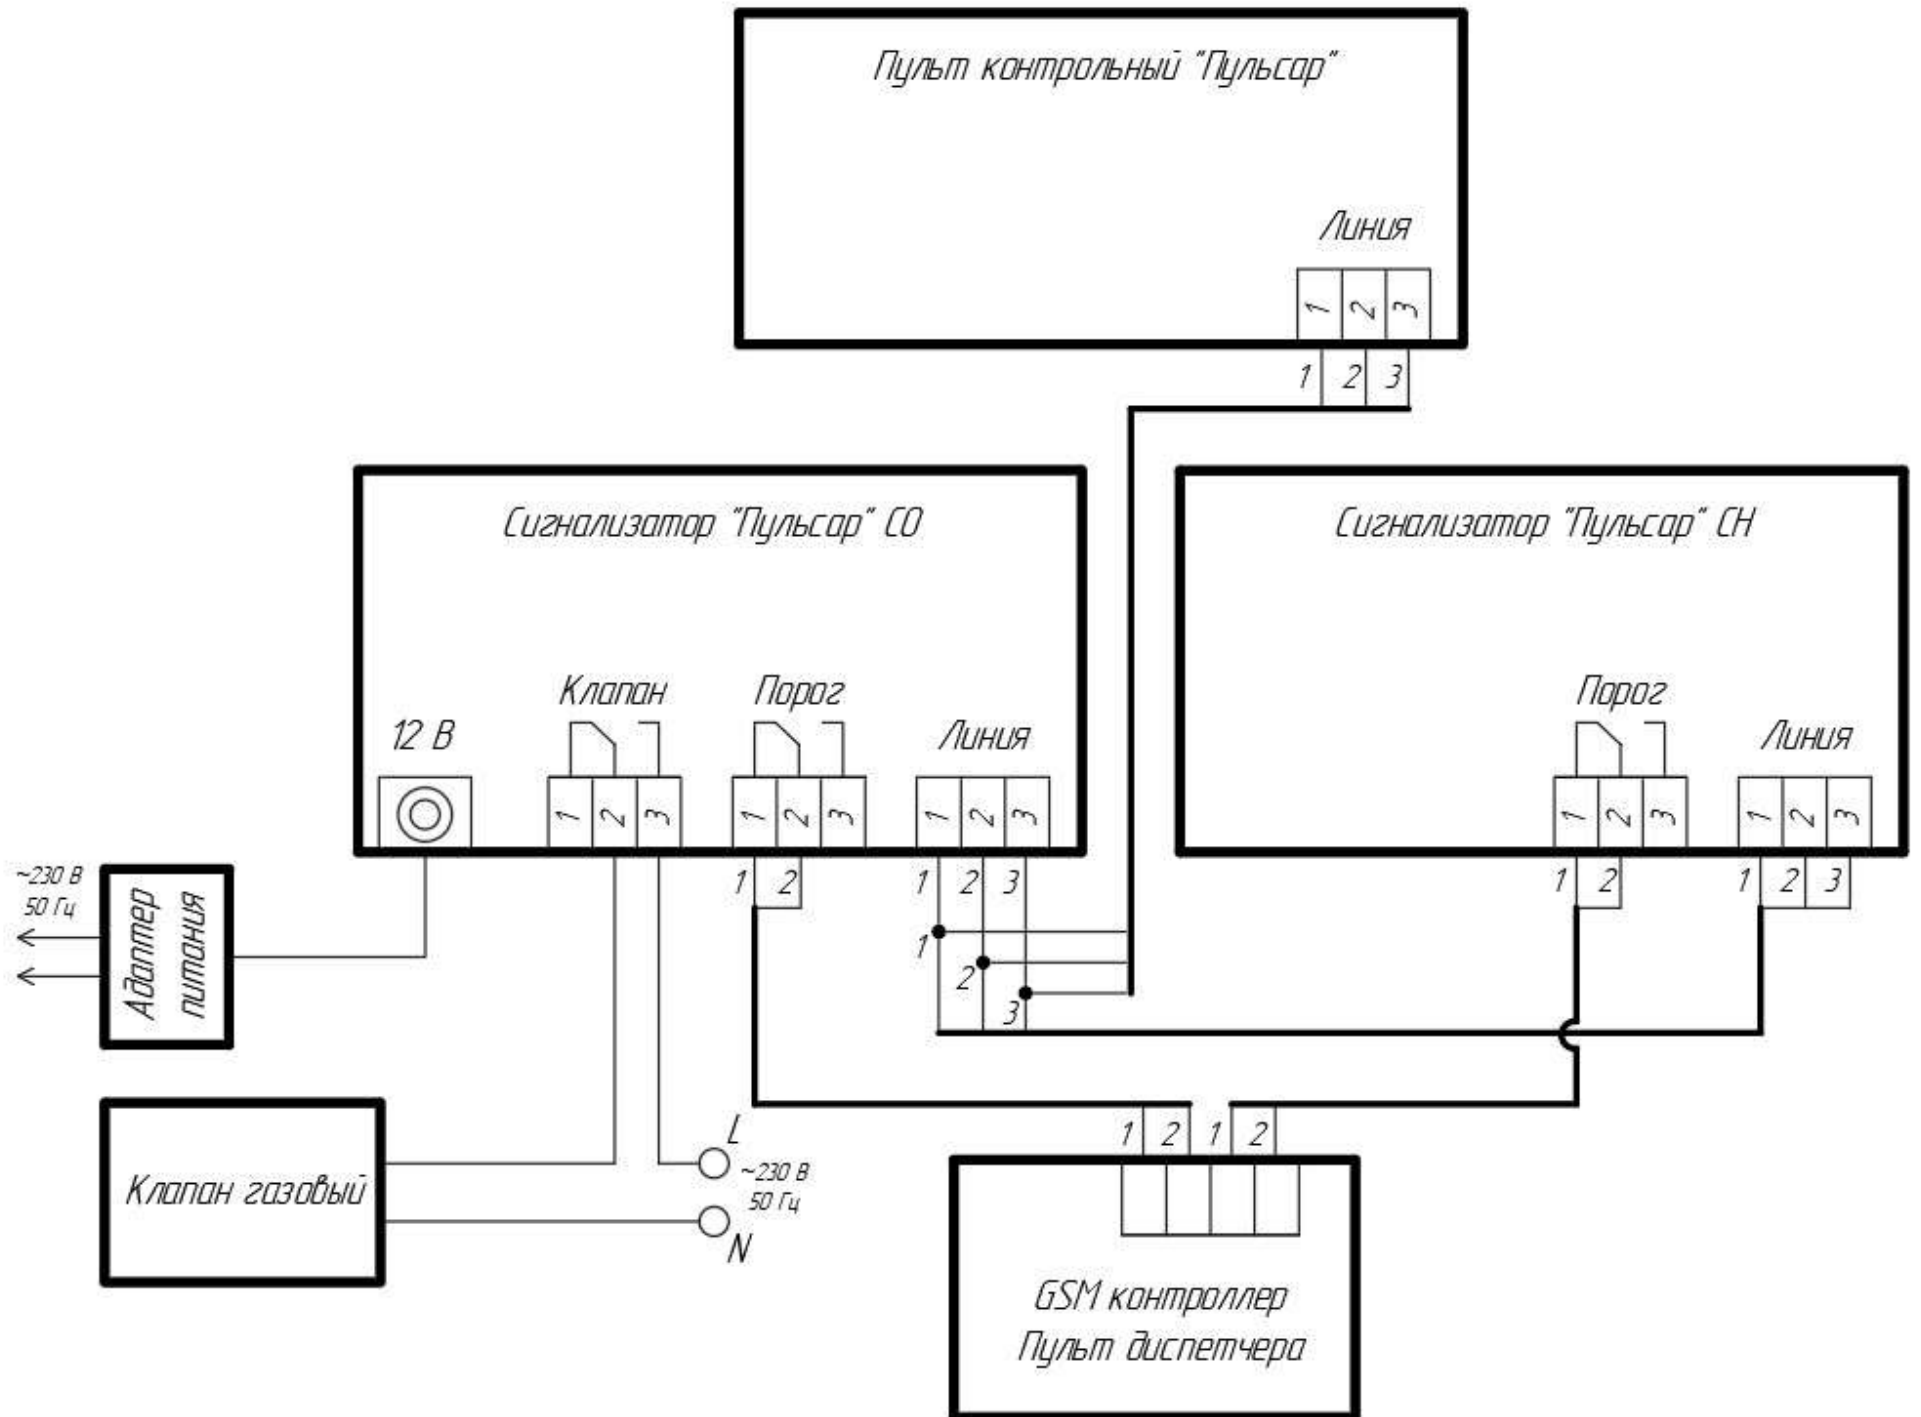 Пульт контрольный "Пульсар"
Линия
1 2 3
1 2 3
Сигнализатор "Пульсар" СО
12 В
Клапан
Порог
Линия
1 2 3
1 2 3
1 2 3
1 2
1 2 3
1
2
3
Сигнализатор "Пульсар" СН
Порог
Линия
1 2 3
1 2 3
1 2
1 2 3
~230 В
50 Гц
Адаптер
питания
Клапан газовый
L
~230 В
50 Гц
N
1 2 1 2
GSM контроллер
Пульт диспетчера